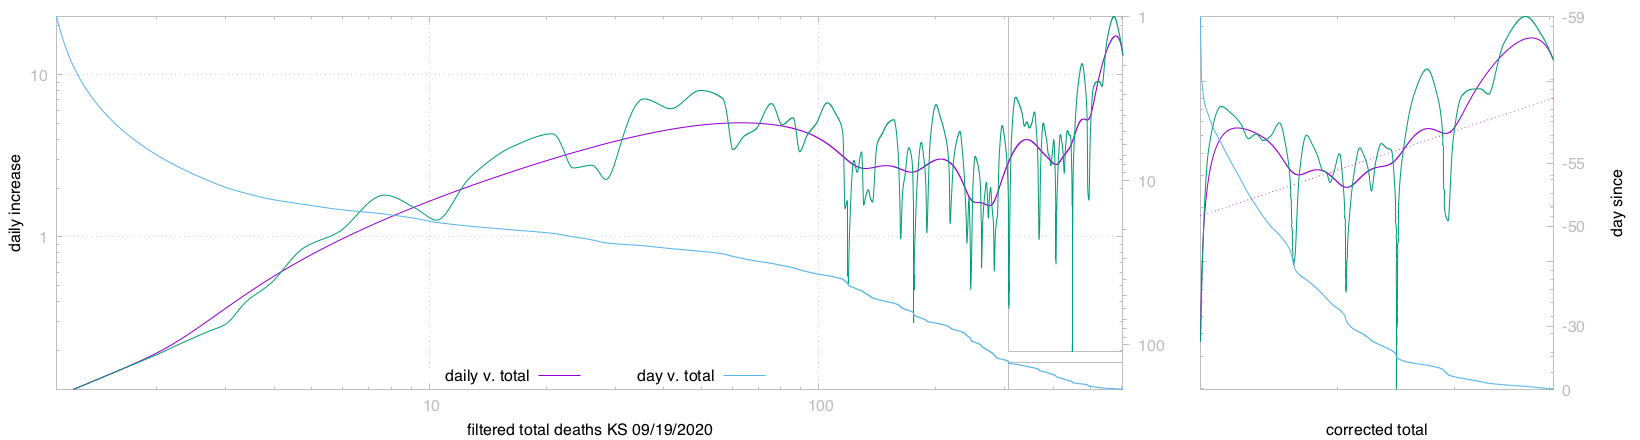 daily increase
10
1
daily v. total
day v. total
10
100
filtered total deaths KS 09/19/2020
1
10
100
-59
-55
-50
-30
0
day since
corrected total